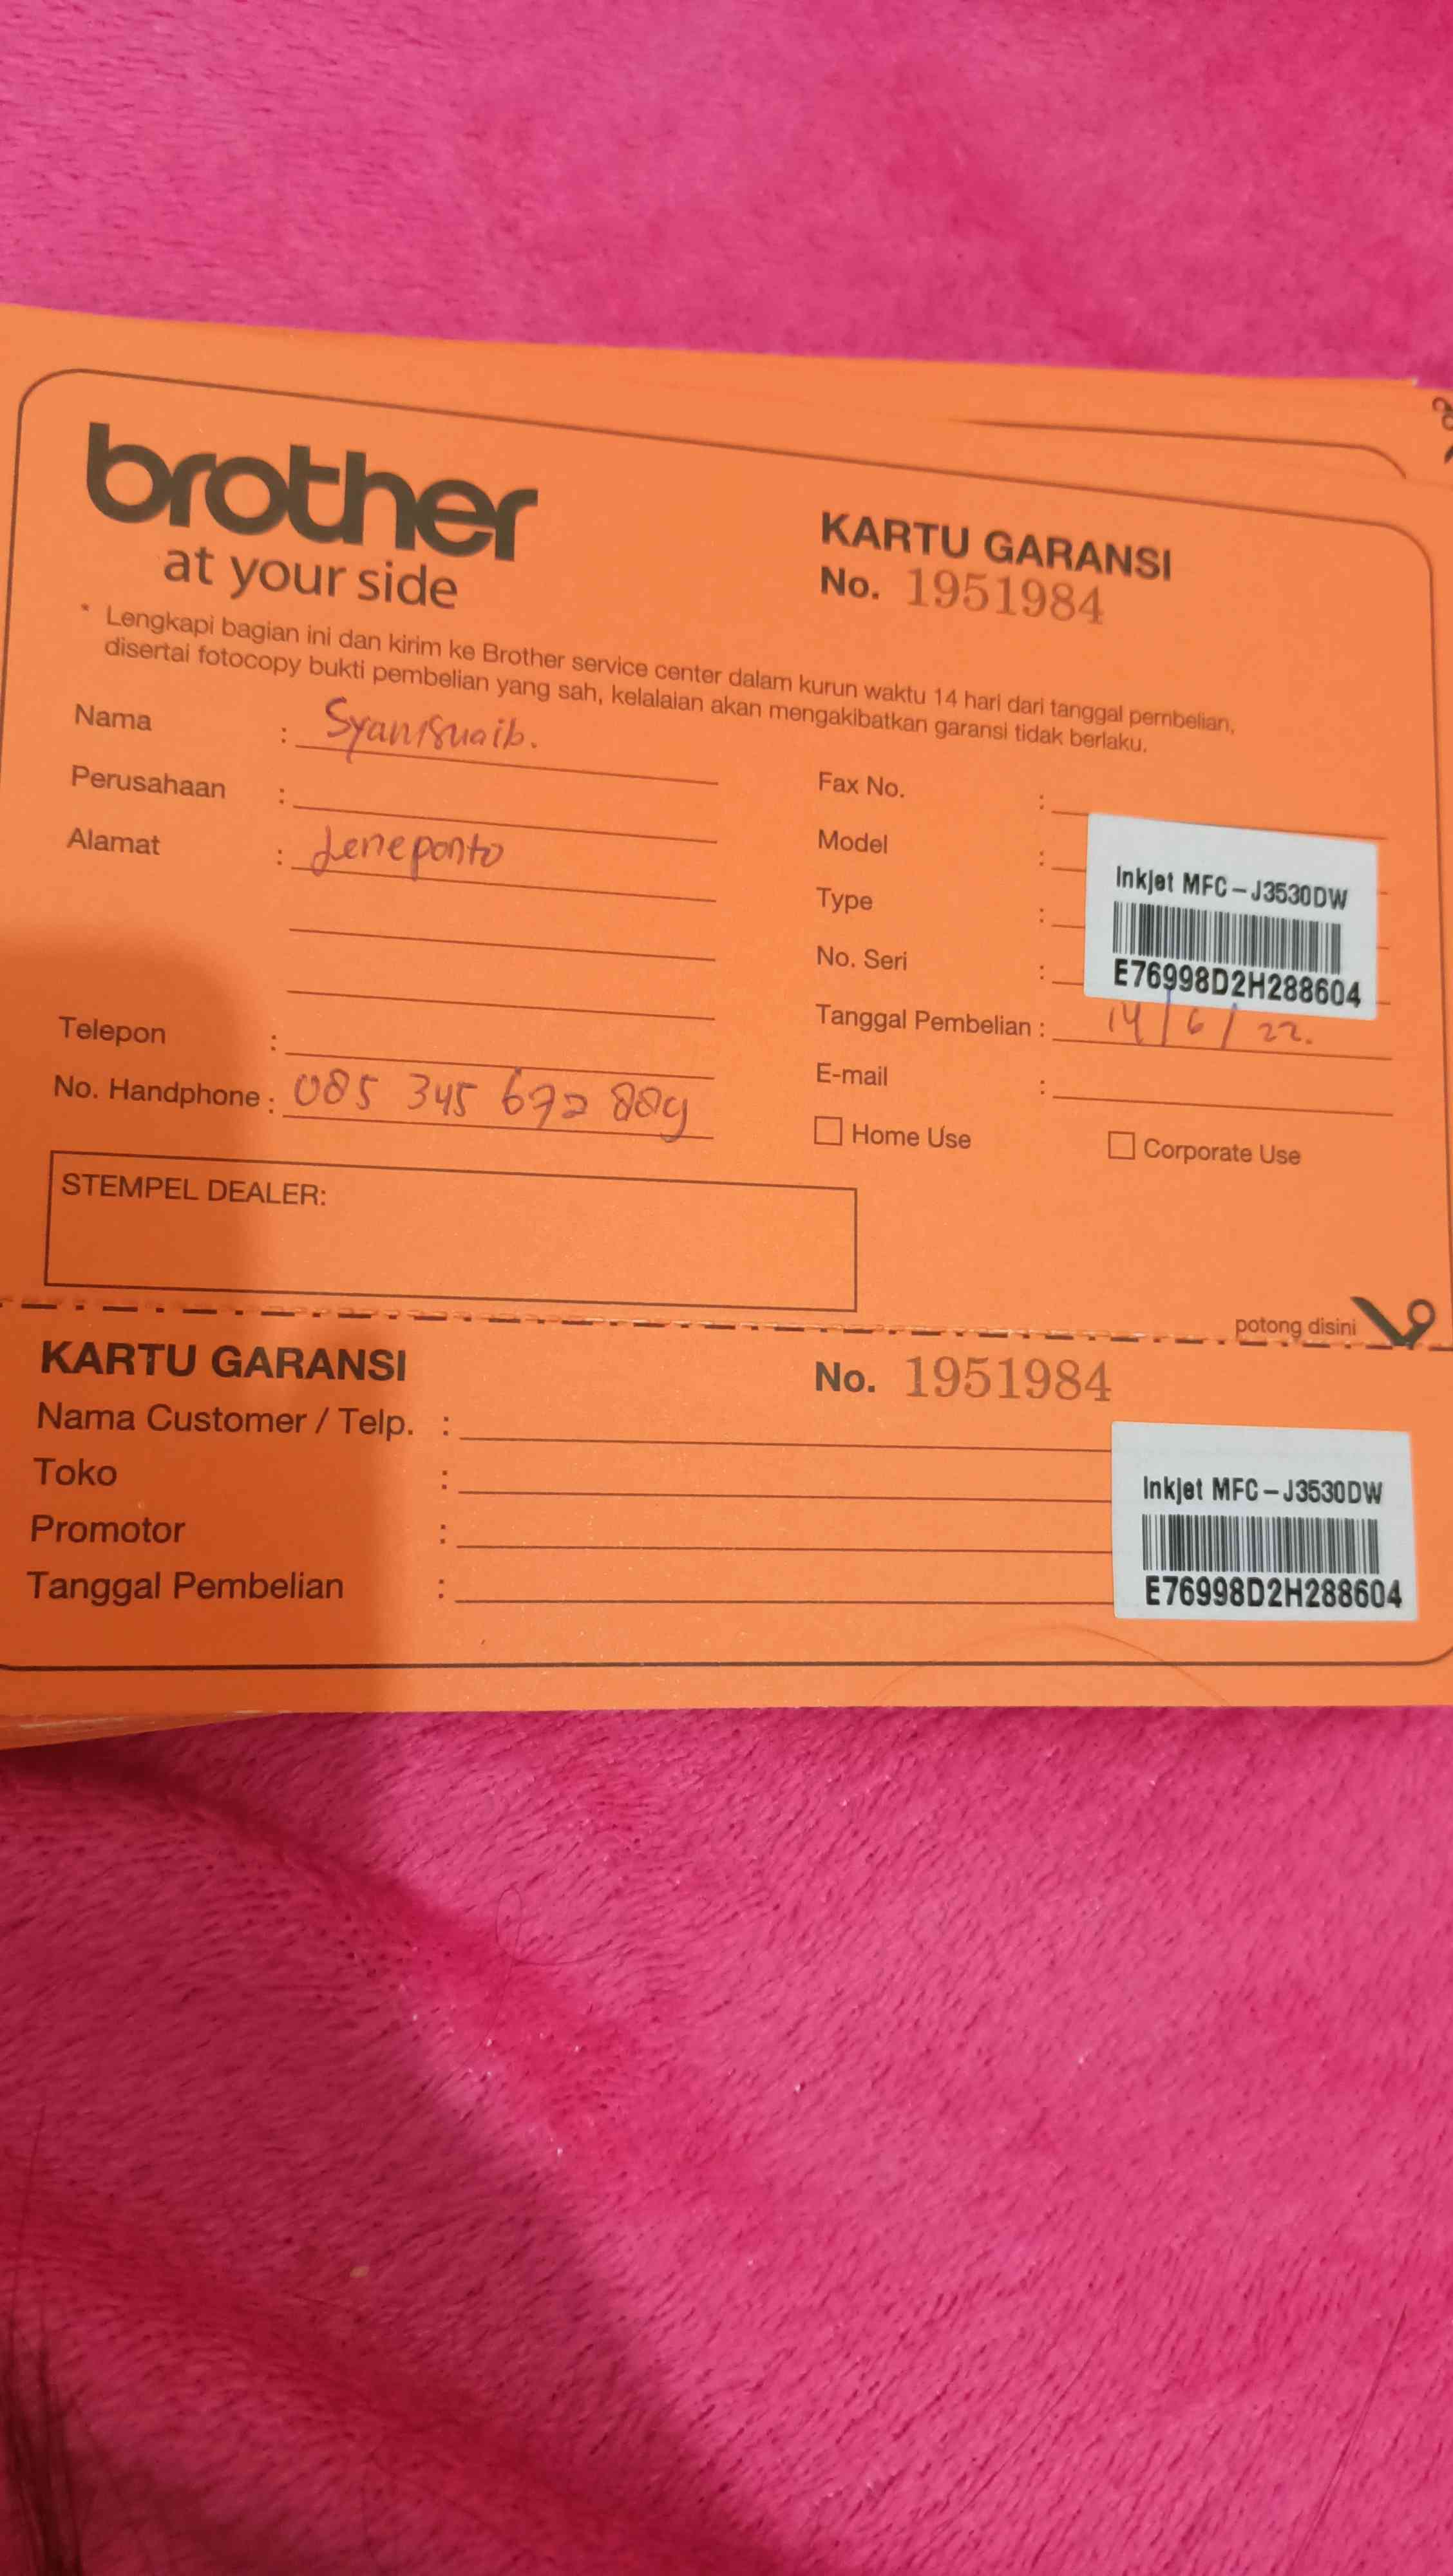 brother
at your side
KARTU GARANSI
No. 1951984
* Lengkapi bagian ini dan kirim ke Brother service center dalam kurun waktu 14 hari dari tanggal pembelian,
disertai fotocopy bukti pembelian yang sah, kelalaian akan mengakibatkan garansi tidak berlaku.
Nama :
Perusahaan :
Alamat : Jeneponto
Telepon :
No. Handphone : 085 345 672 889
Fax No. :
Model :
Type :
No. Seri :
Inkjet MFC-J3530DW
E76998D2H288604
Tanggal Pembelian : 14/6/22.
E-mail :
Home Use
Corporate Use
STEMPEL DEALER:
potong disini
KARTU GARANSI
No. 1951984
Nama Customer / Telp. :
Toko :
Promotor :
Tanggal Pembelian :
Inkjet MFC-J3530DW
E76998D2H288604